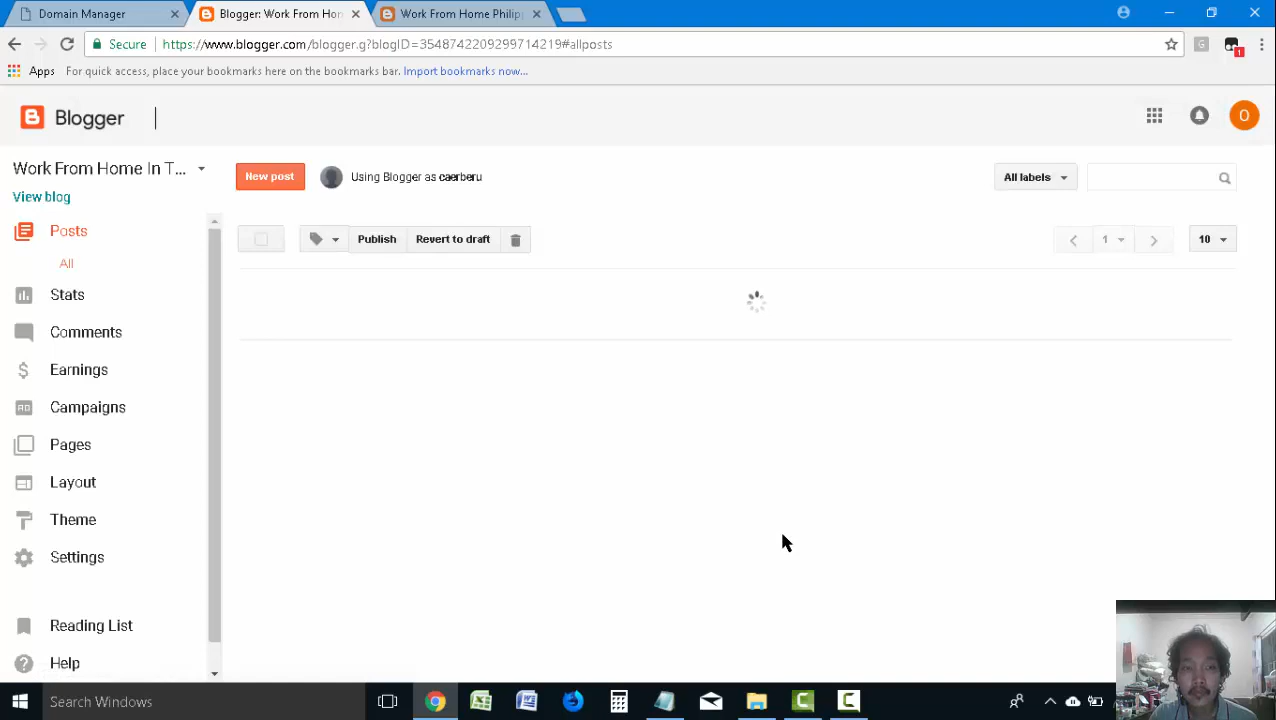 Domain Manager
Blogger: Work From Hom
Work From Home Philipp
Secure
https://www.blogger.com/blogger.g?blogID=3548742209299714219#allposts
G
1
Apps
For quick access, place your bookmarks here on the bookmarks bar. Import bookmarks now...
Blogger
O
Work From Home In T...
View blog
New post
Using Blogger as caerberu
All labels
Posts
All
Publish
Revert to draft
1
10
Stats
Comments
Earnings
Campaigns
Pages
Layout
Theme
Settings
Reading List
Help
Search Windows